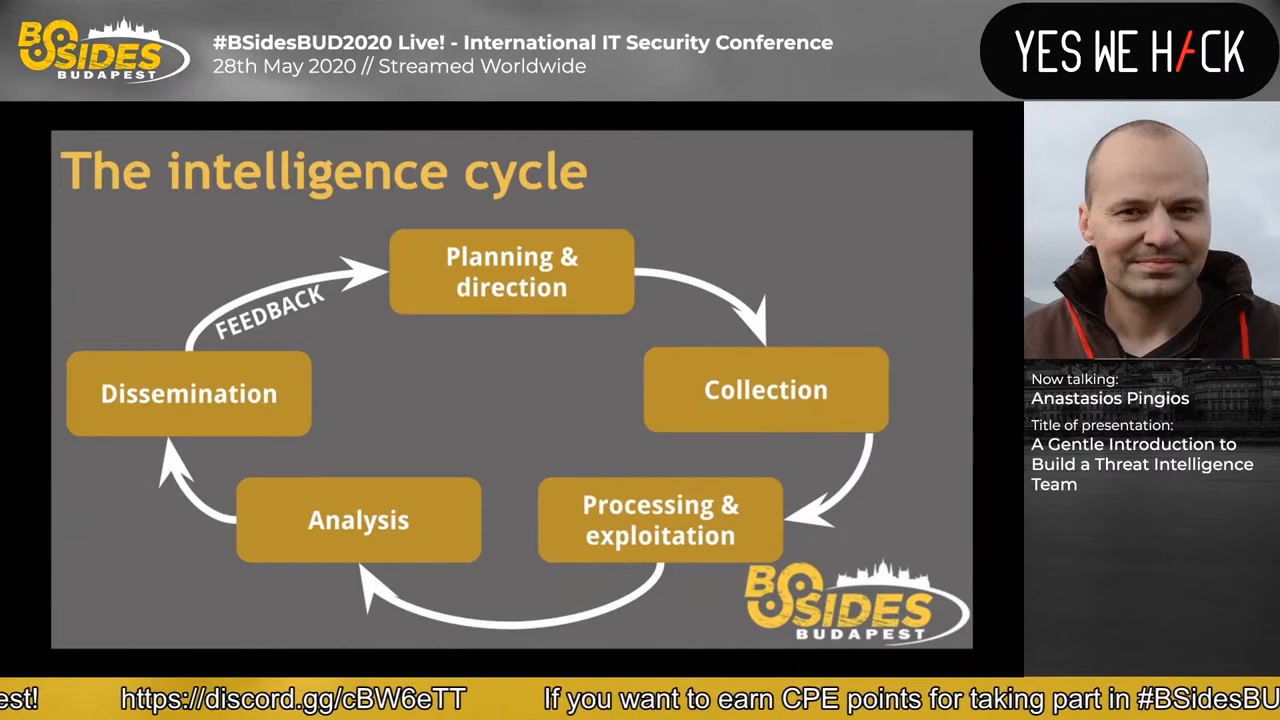 BSIDES
BUDAPEST
#BSidesBUD2020 Live! - International IT Security Conference
28th May 2020 // Streamed Worldwide
YES WE HACK
The intelligence cycle
Planning &
direction
FEEDBACK
Dissemination
Collection
Analysis
Processing &
exploitation
BSIDES
BUDAPEST
Now talking:
Anastasios Pingios
Title of presentation:
A Gentle Introduction to
Build a Threat Intelligence
Team
est! https://discord.gg/cBW6eTT If you want to earn CPE points for taking part in #BSidesBU